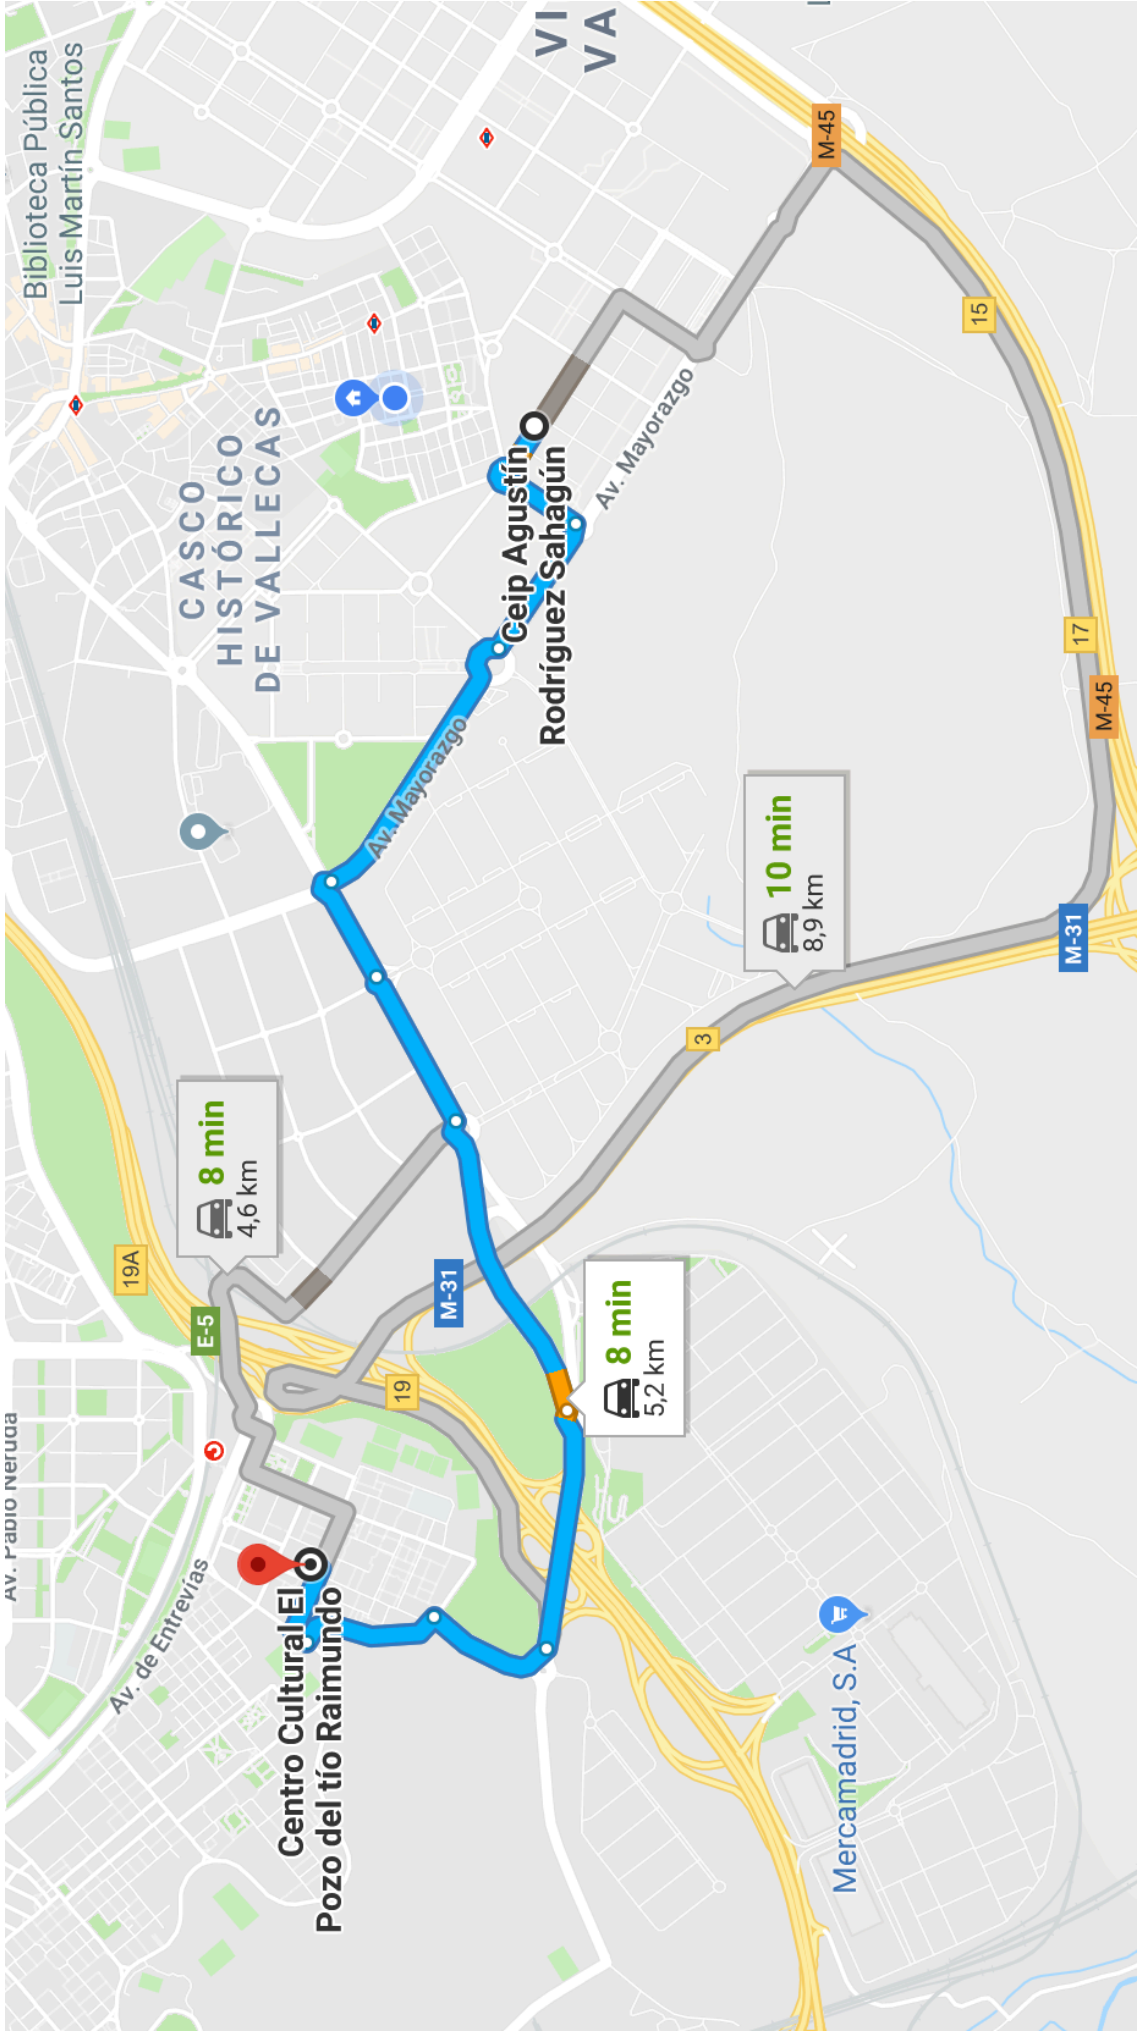 Av. Pablo Neruda
Biblioteca Pública
Luis Martín Santos
19A
Av. de Entrevías
CASCO
HISTÓRICO
DE VALLECAS
E-5
8 min
4,6 km
Centro Cultural El
Pozo del tío Raimundo
19
Av. Mayorazgo
M-31
Ceip Agustín
Rodríguez Sahagún
VI
VA
8 min
5,2 km
Av. Mayorazgo
3
10 min
8,9 km
M-45
Mercamadrid, S.A
15
M-31
17
M-45